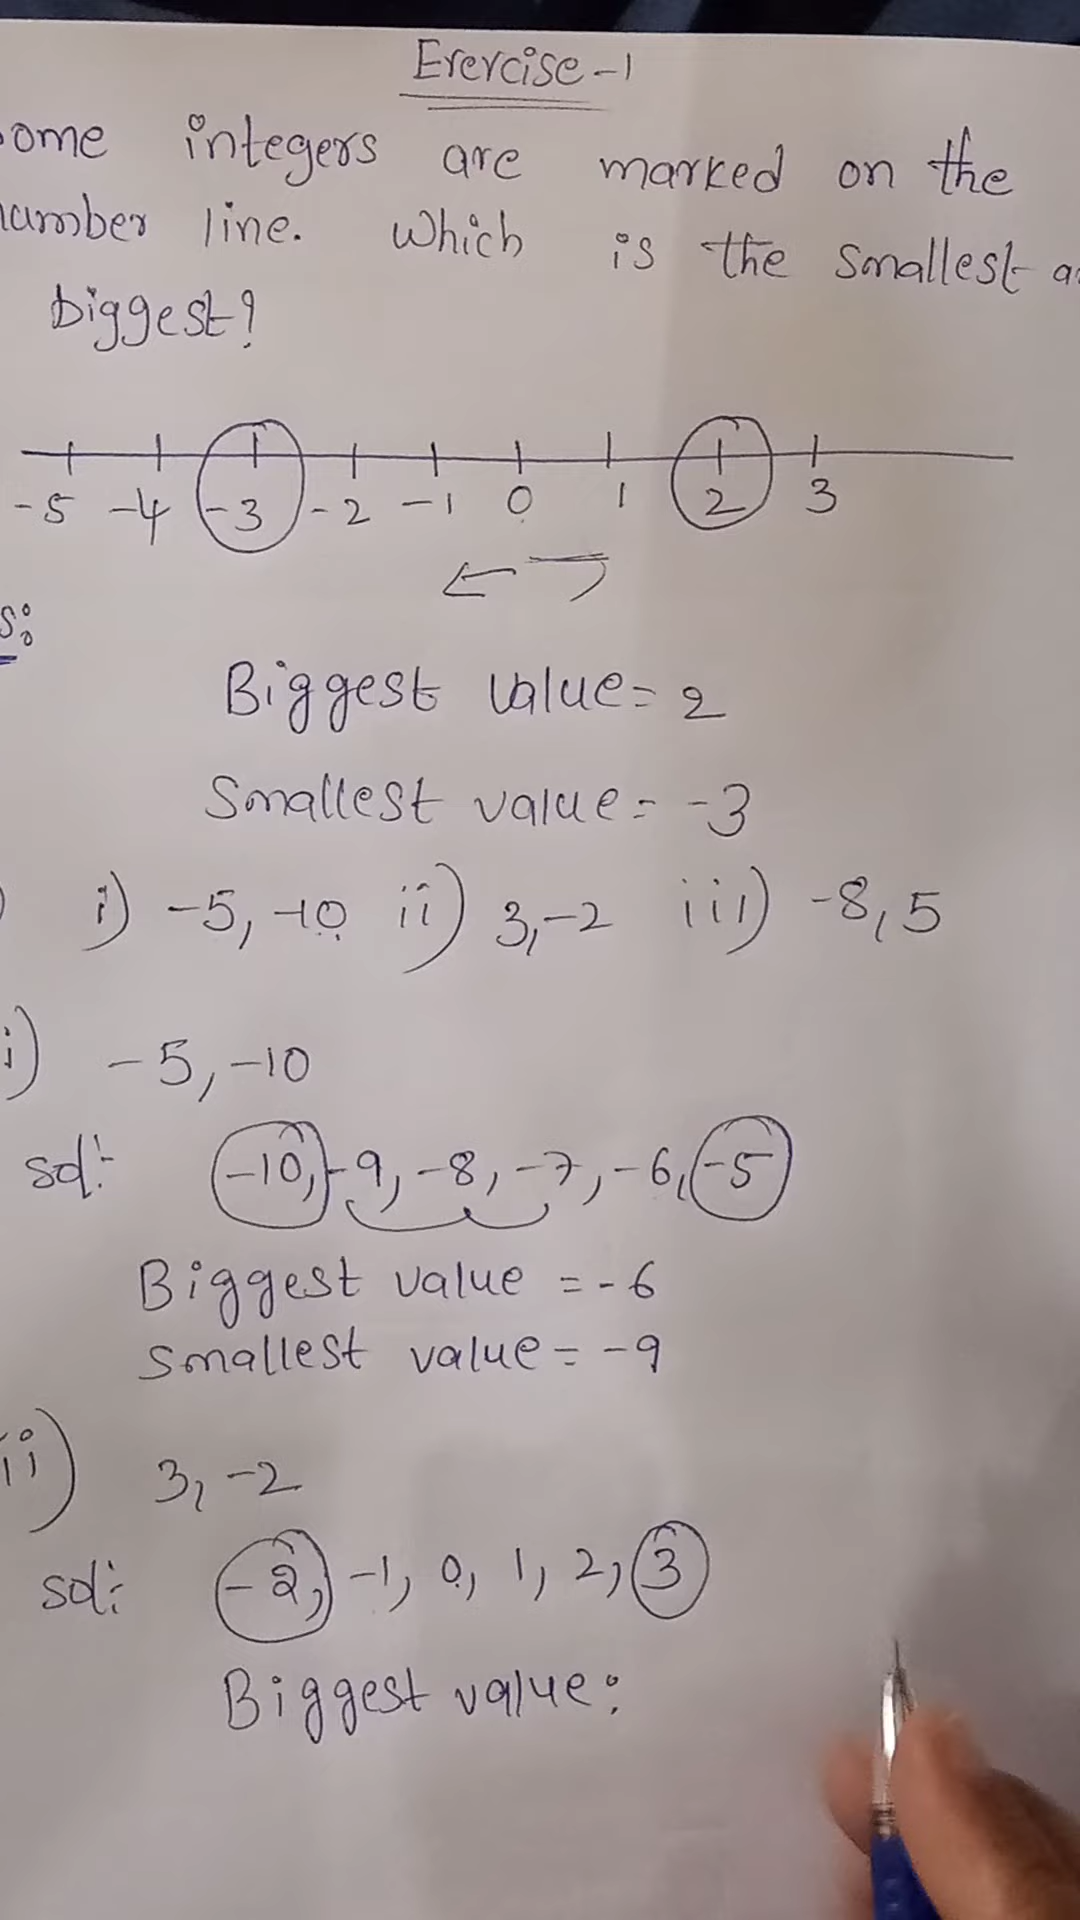 Exercise-1
ome integers are marked on the
number line. Which is the smallest a
biggest?
-5 -4 -3 -2 -1 0 1 2 3
s:
Biggest value= 2
Smallest value= -3
) i) -5, -10 ii) 3, -2 iii) -8, 5
i) -5, -10
sol:- -10, -9, -8, -7, -6, -5
Biggest value =-6
Smallest value= -9
ii) 3, -2
sol: -2, -1, 0, 1, 2, 3
Biggest value: